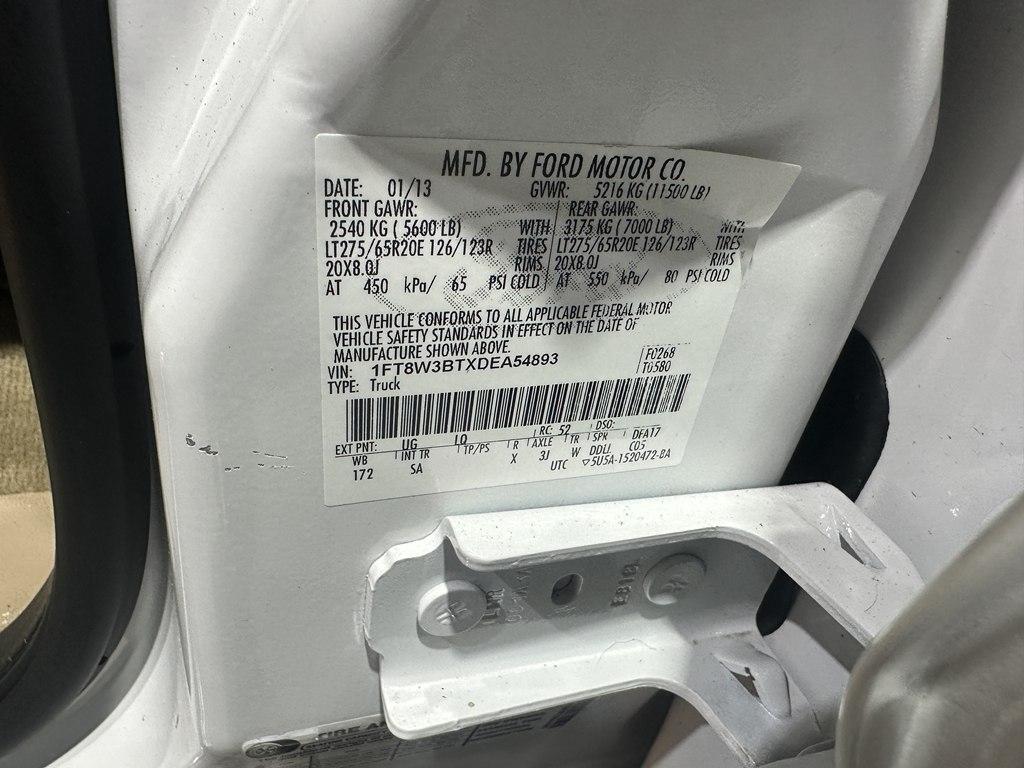 MFD. BY FORD MOTOR CO.
DATE: 01/13 GVWR: 5216 KG (11500 LB)
FRONT GAWR: REAR GAWR:
2540 KG ( 5600 LB) WITH 3175 KG ( 7000 LB) WITH
LT275/65R20E 126/123R TIRES LT275/65R20E 126/123R TIRES
20X8.0J RIMS 20X8.0J RIMS
AT 450 kPa/ 65 PSI COLD AT 550 kPa/ 80 PSI COLD
THIS VEHICLE CONFORMS TO ALL APPLICABLE FEDERAL MOTOR
VEHICLE SAFETY STANDARDS IN EFFECT ON THE DATE OF
MANUFACTURE SHOWN ABOVE.
VIN: 1FT8W3BTXDEA54893 F0268
TYPE: Truck T0580
EXT PNT: UG RC: 52 DSO:
WB INT TR TP/PS R AXLE TR SPR DEA17
172 SA X 3J W DDLL C05
UTC ▽5U5A-1520472-BA